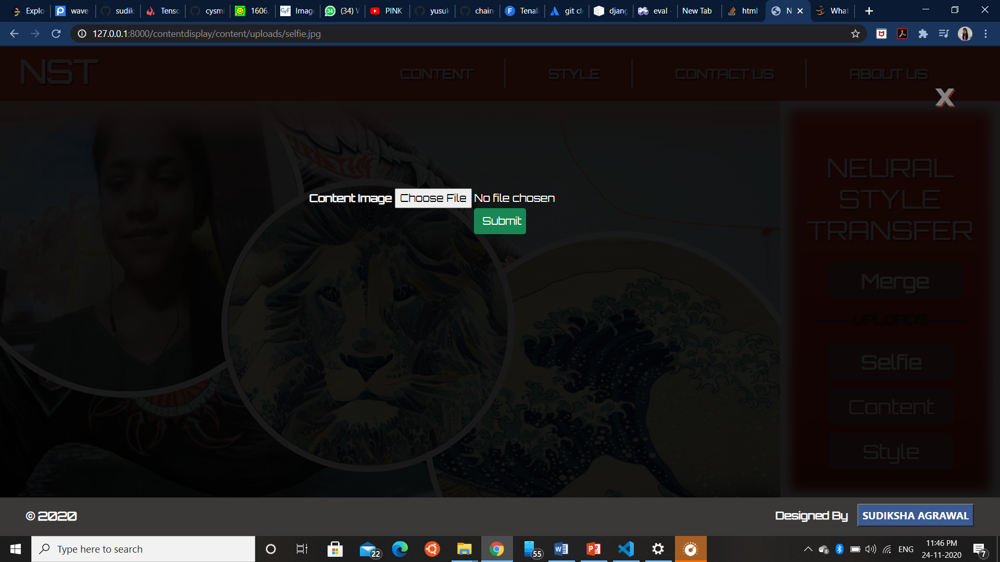 Explo
wave
sudik
Tenso
cysmi
1606.
Image
(34) W
PINK
yusuk
chain
Tenali
git cl
djang
eval -
New Tab
html
N
What
127.0.0.1:8000/contentdisplay/content/uploads/selfie.jpg
NST
CONTENT
STYLE
CONTACT US
ABOUT US
X
NEURAL
STYLE
TRANSFER
Content Image Choose File No file chosen
Submit
Merge
UPLOADS
Selfie
Content
Style
© 2020
Designed By SUDIKSHA AGRAWAL
Type here to search
22
55
ENG
11:46 PM
24-11-2020
7